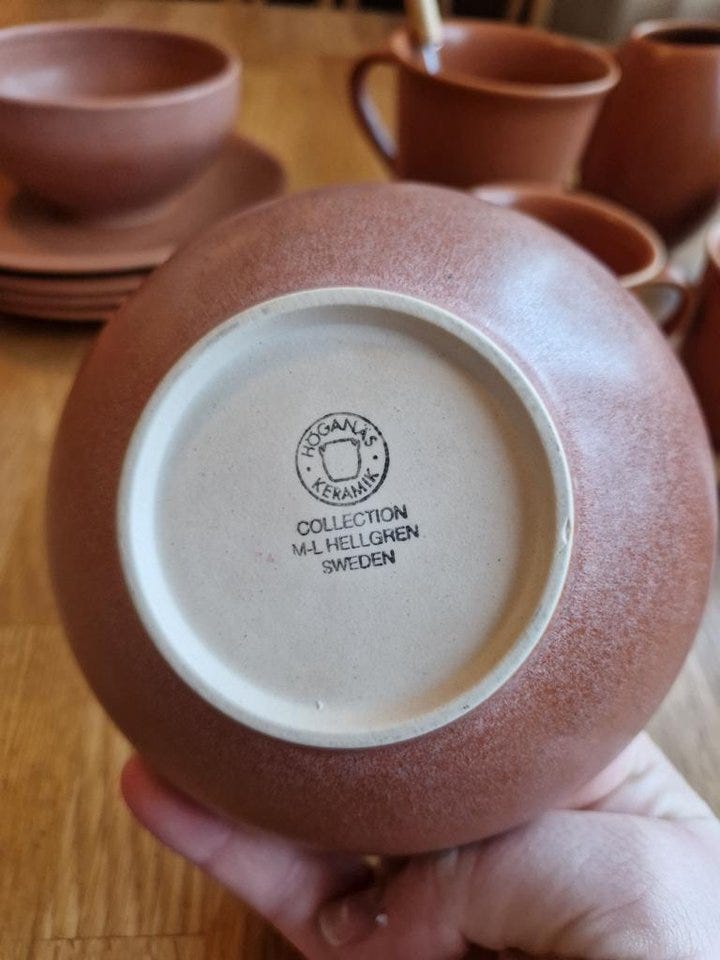 HÖGANÄS
KERAMIK
COLLECTION
M-L HELLGREN
SWEDEN